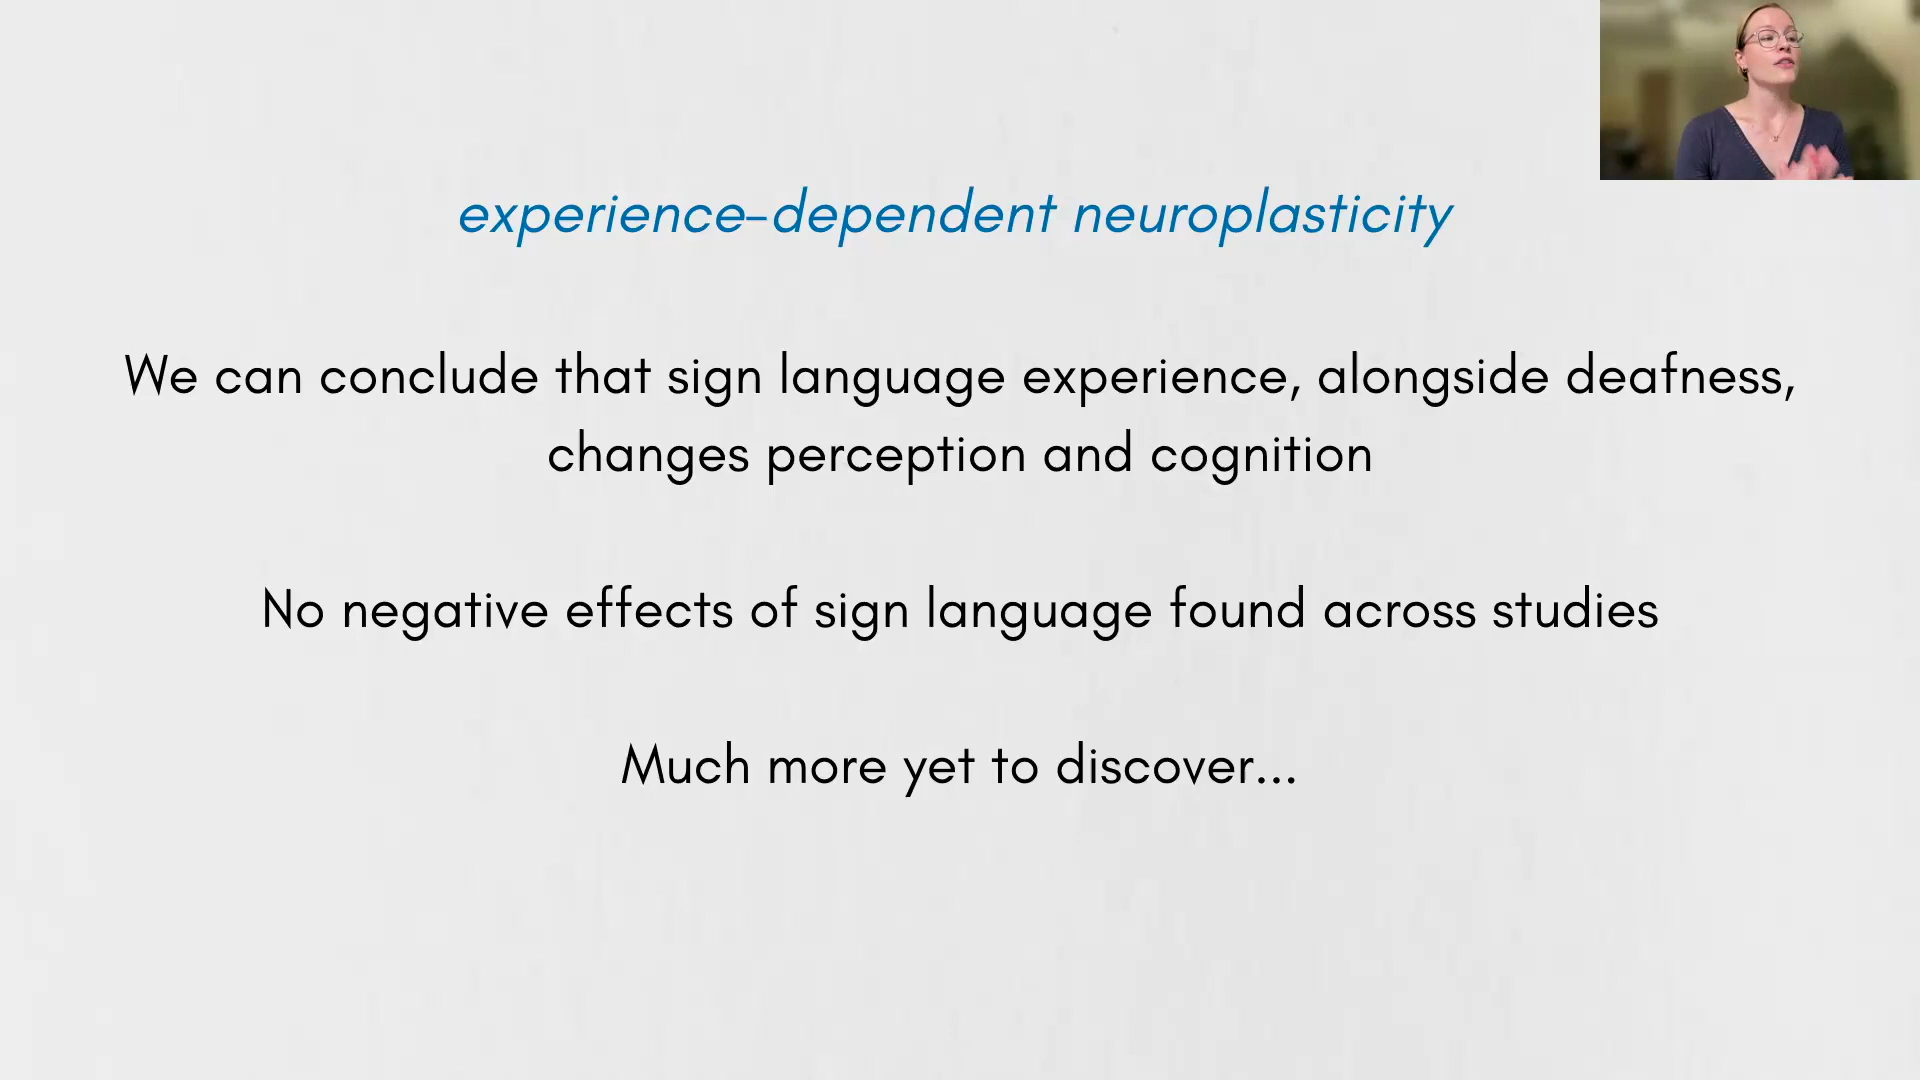 experience-dependent neuroplasticity
We can conclude that sign language experience, alongside deafness,
changes perception and cognition
No negative effects of sign language found across studies
Much more yet to discover...